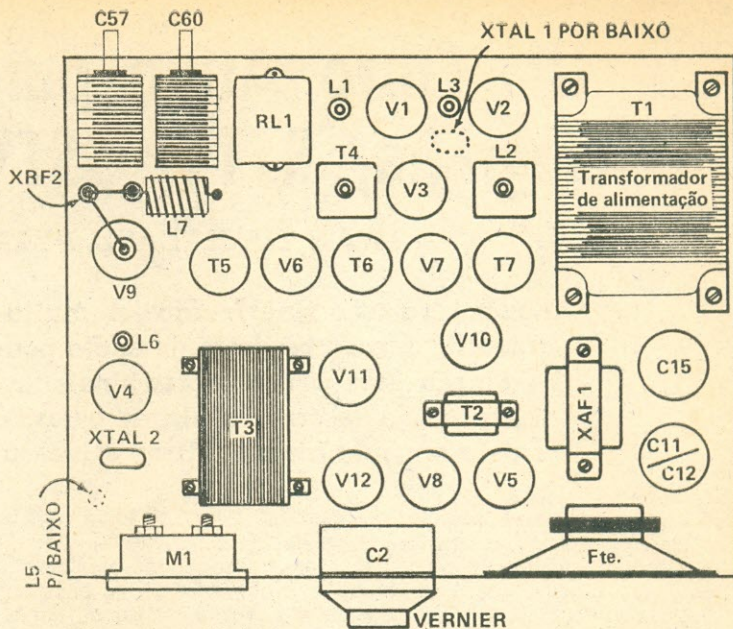 C57 C60
XTAL 1 POR BAIXO
L1 L3
V1 V2
RL1
T1
T4 L2
V3
Transformador
de alimentação
XRF2
L7
T5 V6 T6 V7 T7
V9
L6
V10
V11
C15
V4
T3
T2
XAF 1
XTAL 2
C11
C12
V12 V8 V5
L5
P/ BAIXO
M1
C2
Fte.
VERNIER